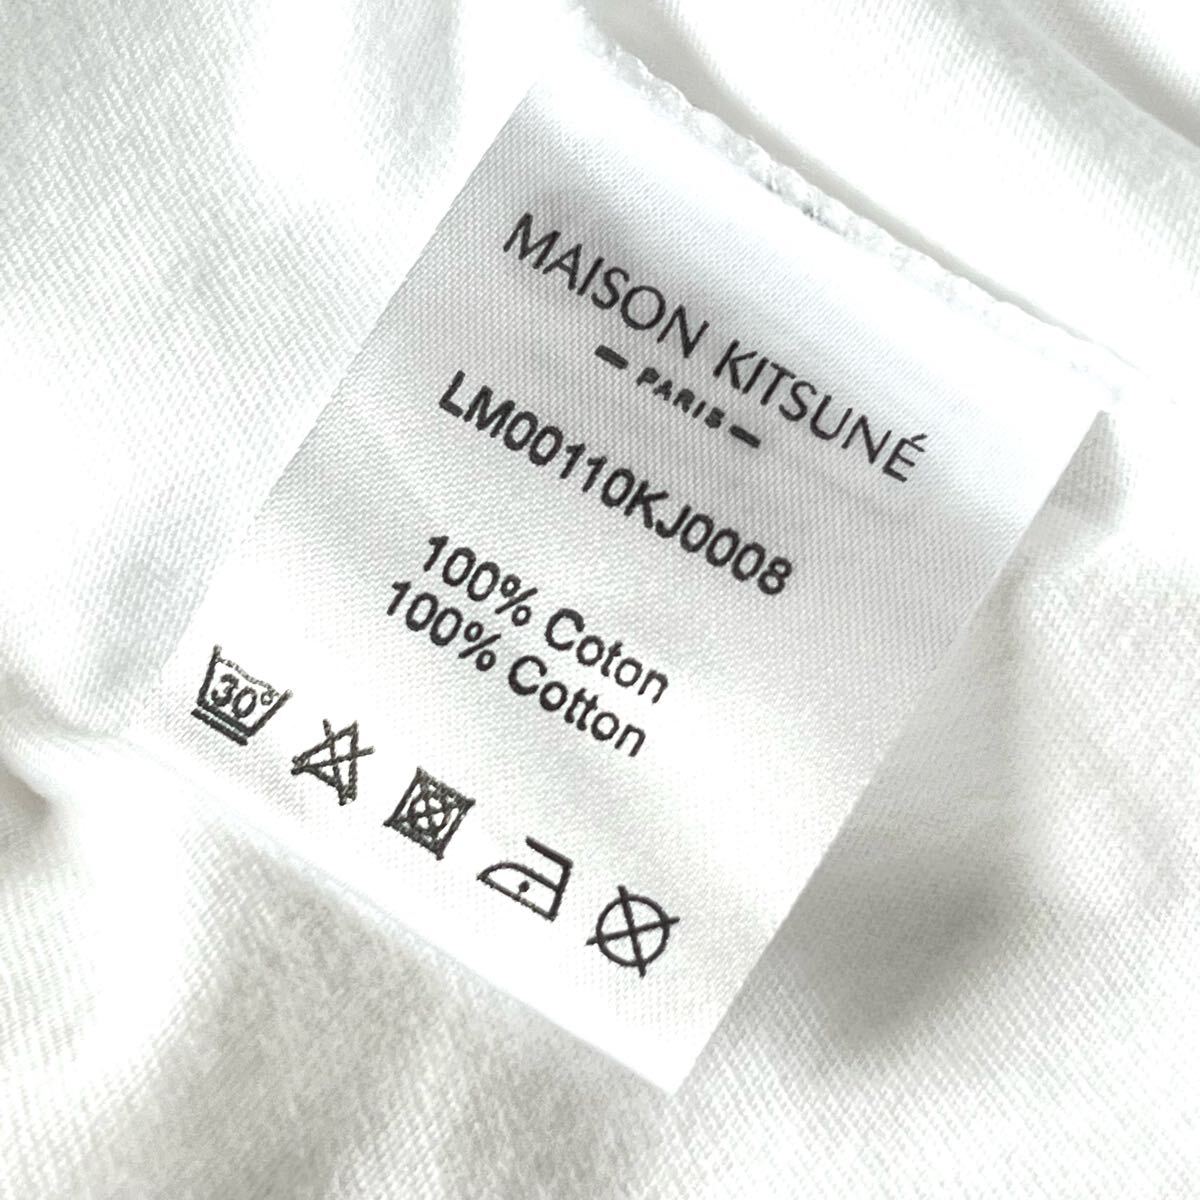 MAISON KITSUNÉ
PARIS
LM00110KJ0008
100% Coton
100% Cotton
30°